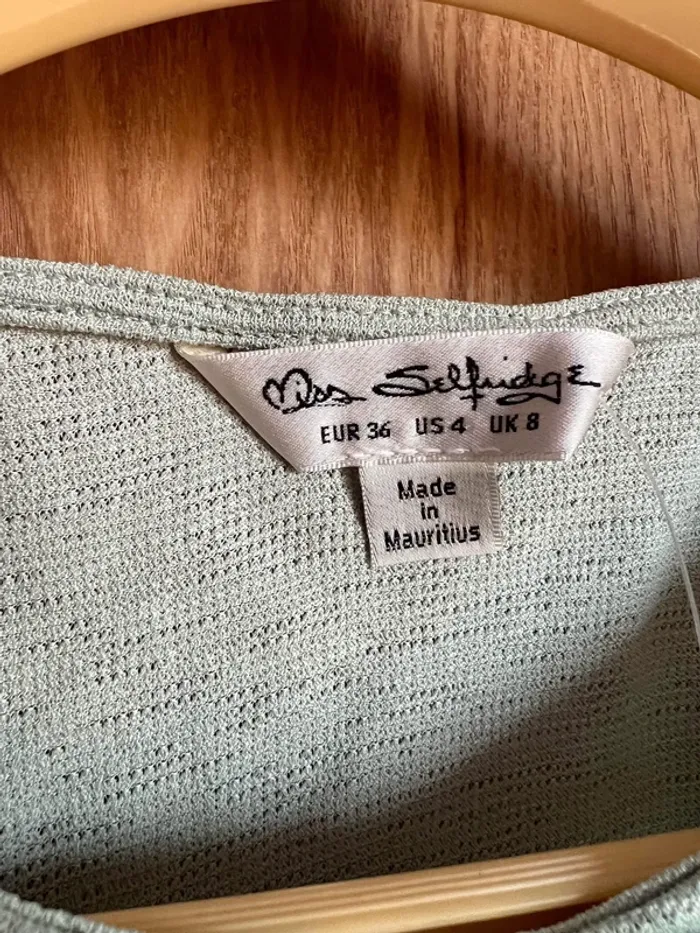 Miss Selfridge
EUR 36 US 4 UK 8
Made
in
Mauritius